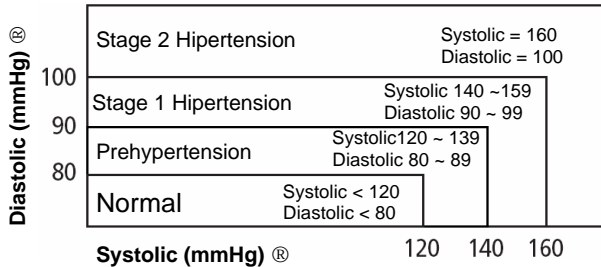 Stage 2 Hipertension
Systolic = 160
Diastolic = 100
100
Stage 1 Hipertension
Systolic 140 ~159
Diastolic 90 ~ 99
90
Prehypertension
Systolic120 ~ 139
Diastolic 80 ~ 89
80
Normal
Systolic < 120
Diastolic < 80
Diastolic (mmHg) ®
Systolic (mmHg) ®
120 140 160